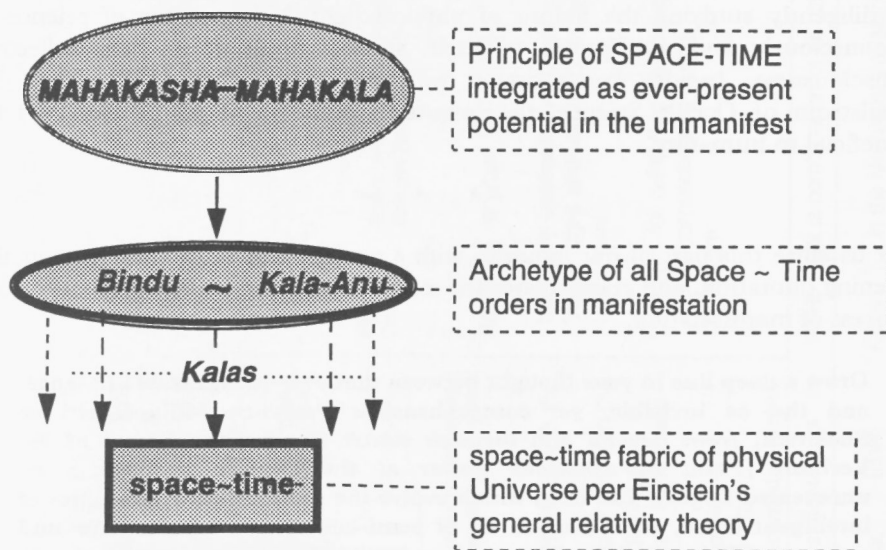 MAHAKASHA~MAHAKALA
Principle of SPACE-TIME
integrated as ever-present
potential in the unmanifest
Bindu ~ Kala-Anu
Archetype of all Space ~ Time
orders in manifestation
Kalas
space~time
space~time fabric of physical
Universe per Einstein's
general relativity theory